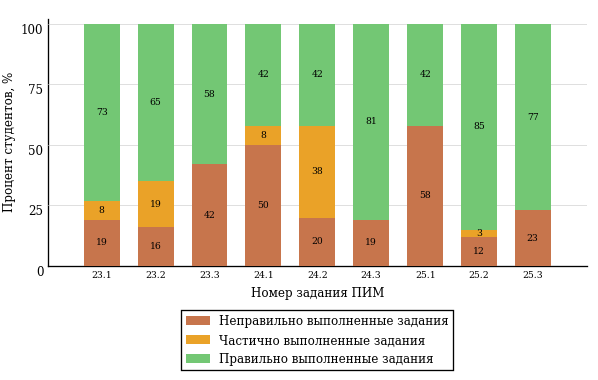 Процент студентов, %
100
75
50
25
0
73 65 58 42 42 81 42 85 77
8 19 8 38 3
19 16 42 50 20 19 58 12 23
23.1 23.2 23.3 24.1 24.2 24.3 25.1 25.2 25.3
Номер задания ПИМ
Неправильно выполненные задания
Частично выполненные задания
Правильно выполненные задания